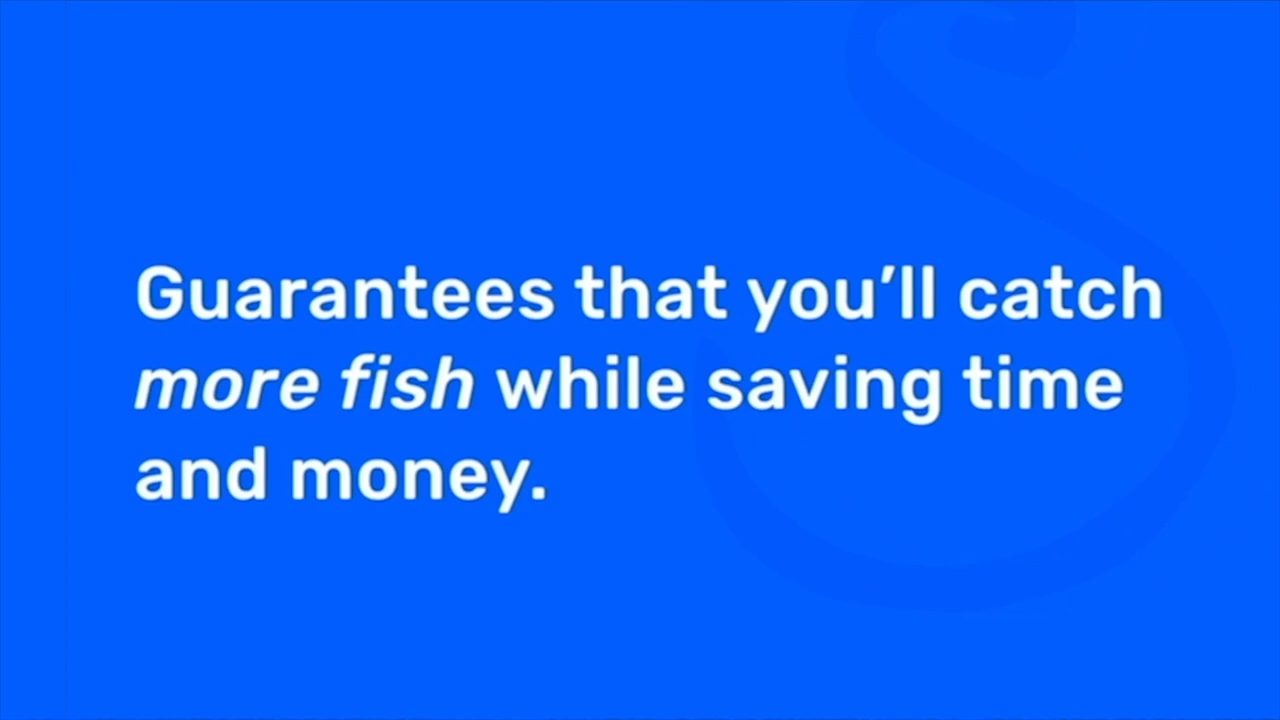 Guarantees that you’ll catch
more fish while saving time
and money.